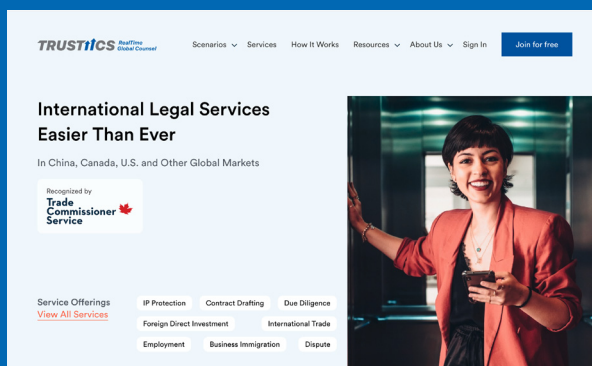 TRUSTIICS RealTime
Global Counsel
Scenarios Services How It Works Resources About Us Sign In Join for free
International Legal Services
Easier Than Ever
In China, Canada, U.S. and Other Global Markets
Recognized by
Trade
Commissioner
Service
Service Offerings
View All Services
IP Protection Contract Drafting Due Diligence
Foreign Direct Investment International Trade
Employment Business Immigration Dispute